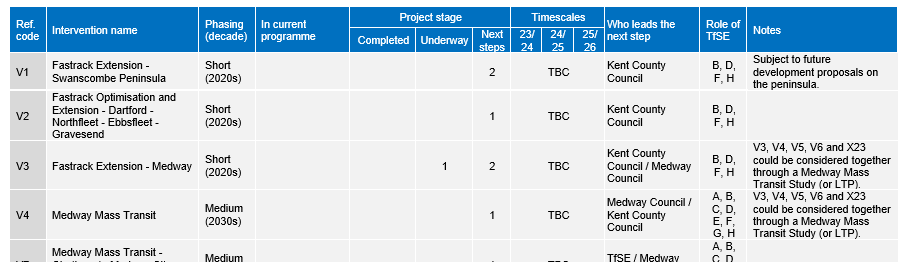 Ref. code
Intervention name
Phasing (decade)
In current programme
Project stage
Timescales
Who leads the next step
Role of TfSE
Notes
Completed
Underway
Next steps
23/24
24/25
25/26
V1
Fastrack Extension -
Swanscombe Peninsula
Short
(2020s)
2
TBC
Kent County
Council
B, D,
F, H
Subject to future
development proposals on
the peninsula.
V2
Fastrack Optimisation and
Extension - Dartford -
Northfleet - Ebbsfleet -
Gravesend
Short
(2020s)
1
TBC
Kent County
Council
B, D,
F, H
V3
Fastrack Extension - Medway
Short
(2020s)
1
2
TBC
Kent County
Council / Medway
Council
B, D,
F, H
V3, V4, V5, V6 and X23
could be considered together
through a Medway Mass
Transit Study (or LTP).
V4
Medway Mass Transit
Medium
(2030s)
1
TBC
Medway Council /
Kent County
Council
A, B,
C, D,
E, F,
G, H
V3, V4, V5, V6 and X23
could be considered together
through a Medway Mass
Transit Study (or LTP).
Medway Mass Transit -
Medium
TfSE / Medway
A, B,
C, D